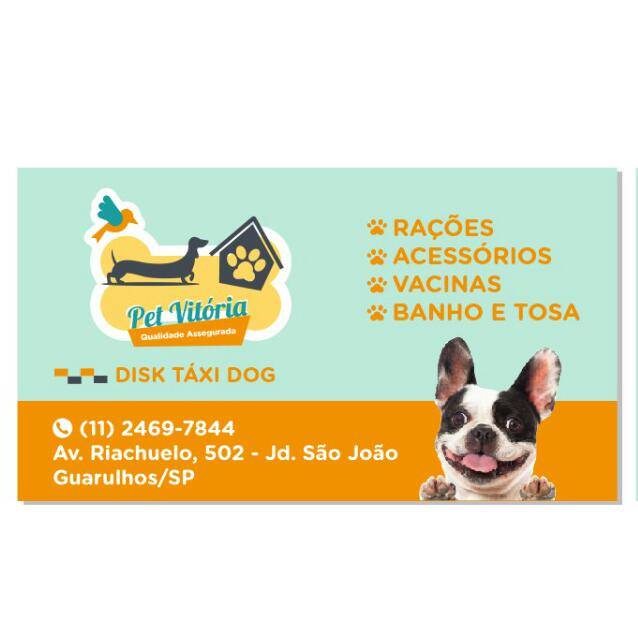 Pet Vitória
Qualidade Assegurada
DISK TÁXI DOG
RAÇÕES
ACESSÓRIOS
VACINAS
BANHO E TOSA
(11) 2469-7844
Av. Riachuelo, 502 - Jd. São João
Guarulhos/SP